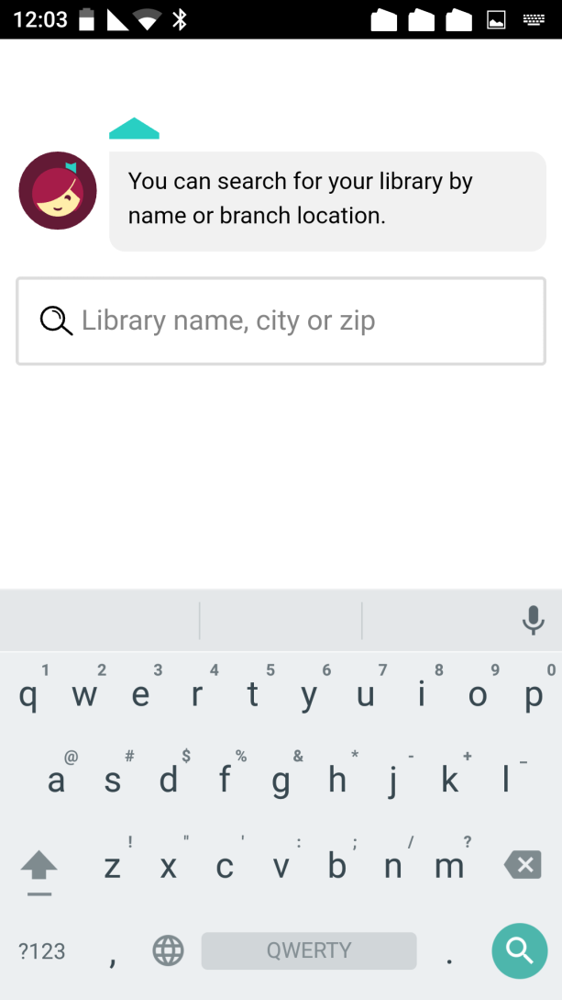 12:03
You can search for your library by
name or branch location.
Library name, city or zip
1 2 3 4 5 6 7 8 9 0
q w e r t y u i o p
@ # $ % & * - + _
a s d f g h j k l
! " ' : ; / ?
z x c v b n m
?123 , QWERTY .